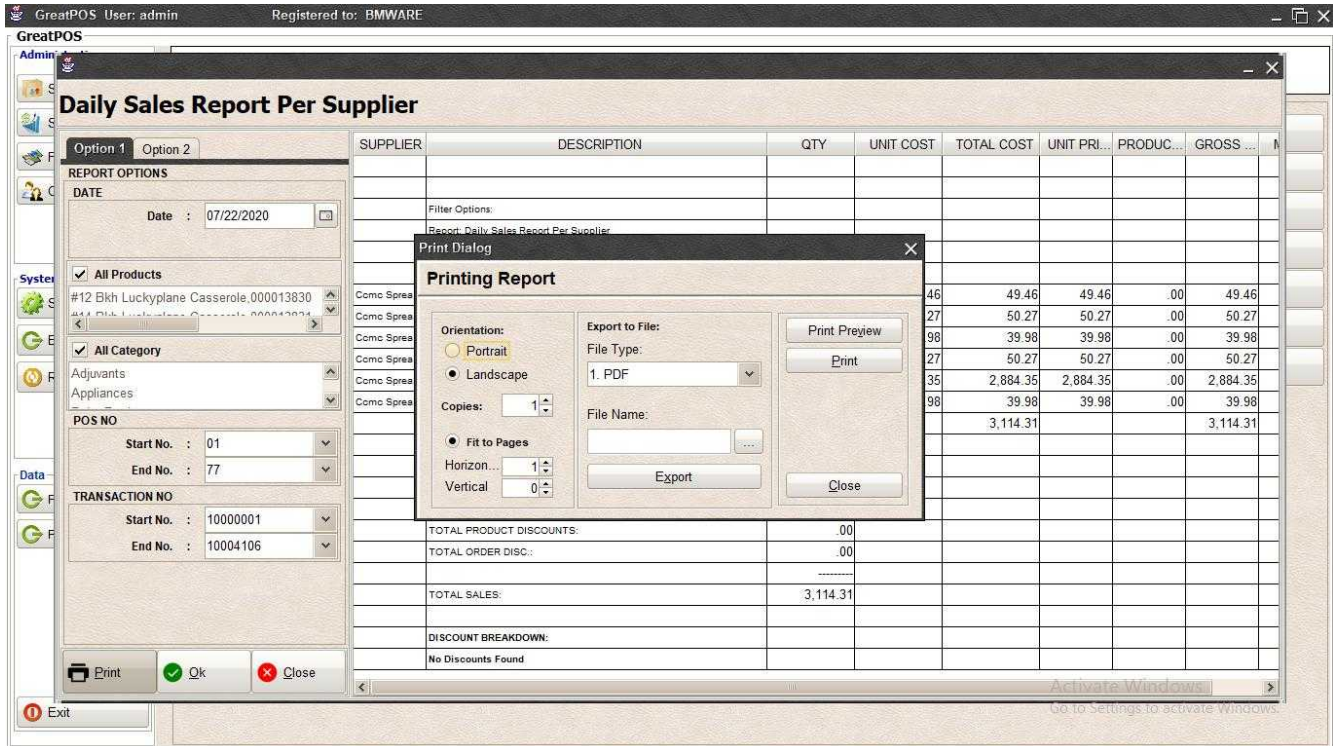 GreatPOS User: admin Registered to: BMWARE
GreatPOS
Daily Sales Report Per Supplier
Option 1 Option 2
REPORT OPTIONS
DATE
Date : 07/22/2020
All Products
#12 Bkh Luckyplane Casserole,000013830
All Category
Adjuvants
Appliances
POS NO
Start No. : 01
End No. : 77
TRANSACTION NO
Start No. : 10000001
End No. : 10004106
Print Ok Close
Exit
System
Data
SUPPLIER DESCRIPTION QTY UNIT COST TOTAL COST UNIT PRI... PRODUC... GROSS ...
Filter Options:
Report: Daily Sales Report Per Supplier
Ccmc Sprea 46 49.46 49.46 .00 49.46
Ccmc Sprea 27 50.27 50.27 .00 50.27
Ccmc Sprea 98 39.98 39.98 .00 39.98
Ccmc Sprea 27 50.27 50.27 .00 50.27
Ccmc Sprea 35 2,884.35 2,884.35 .00 2,884.35
Ccmc Sprea 98 39.98 39.98 .00 39.98
3,114.31 3,114.31
TOTAL PRODUCT DISCOUNTS: .00
TOTAL ORDER DISC.: .00
---------
TOTAL SALES: 3,114.31
DISCOUNT BREAKDOWN:
No Discounts Found
Print Dialog
Printing Report
Orientation:
Portrait
Landscape
Copies: 1
Fit to Pages
Horizon... 1
Vertical 0
Export to File:
File Type:
1. PDF
File Name:
...
Export
Print Preview
Print
Close
Activate Windows
Go to Settings to activate Windows.